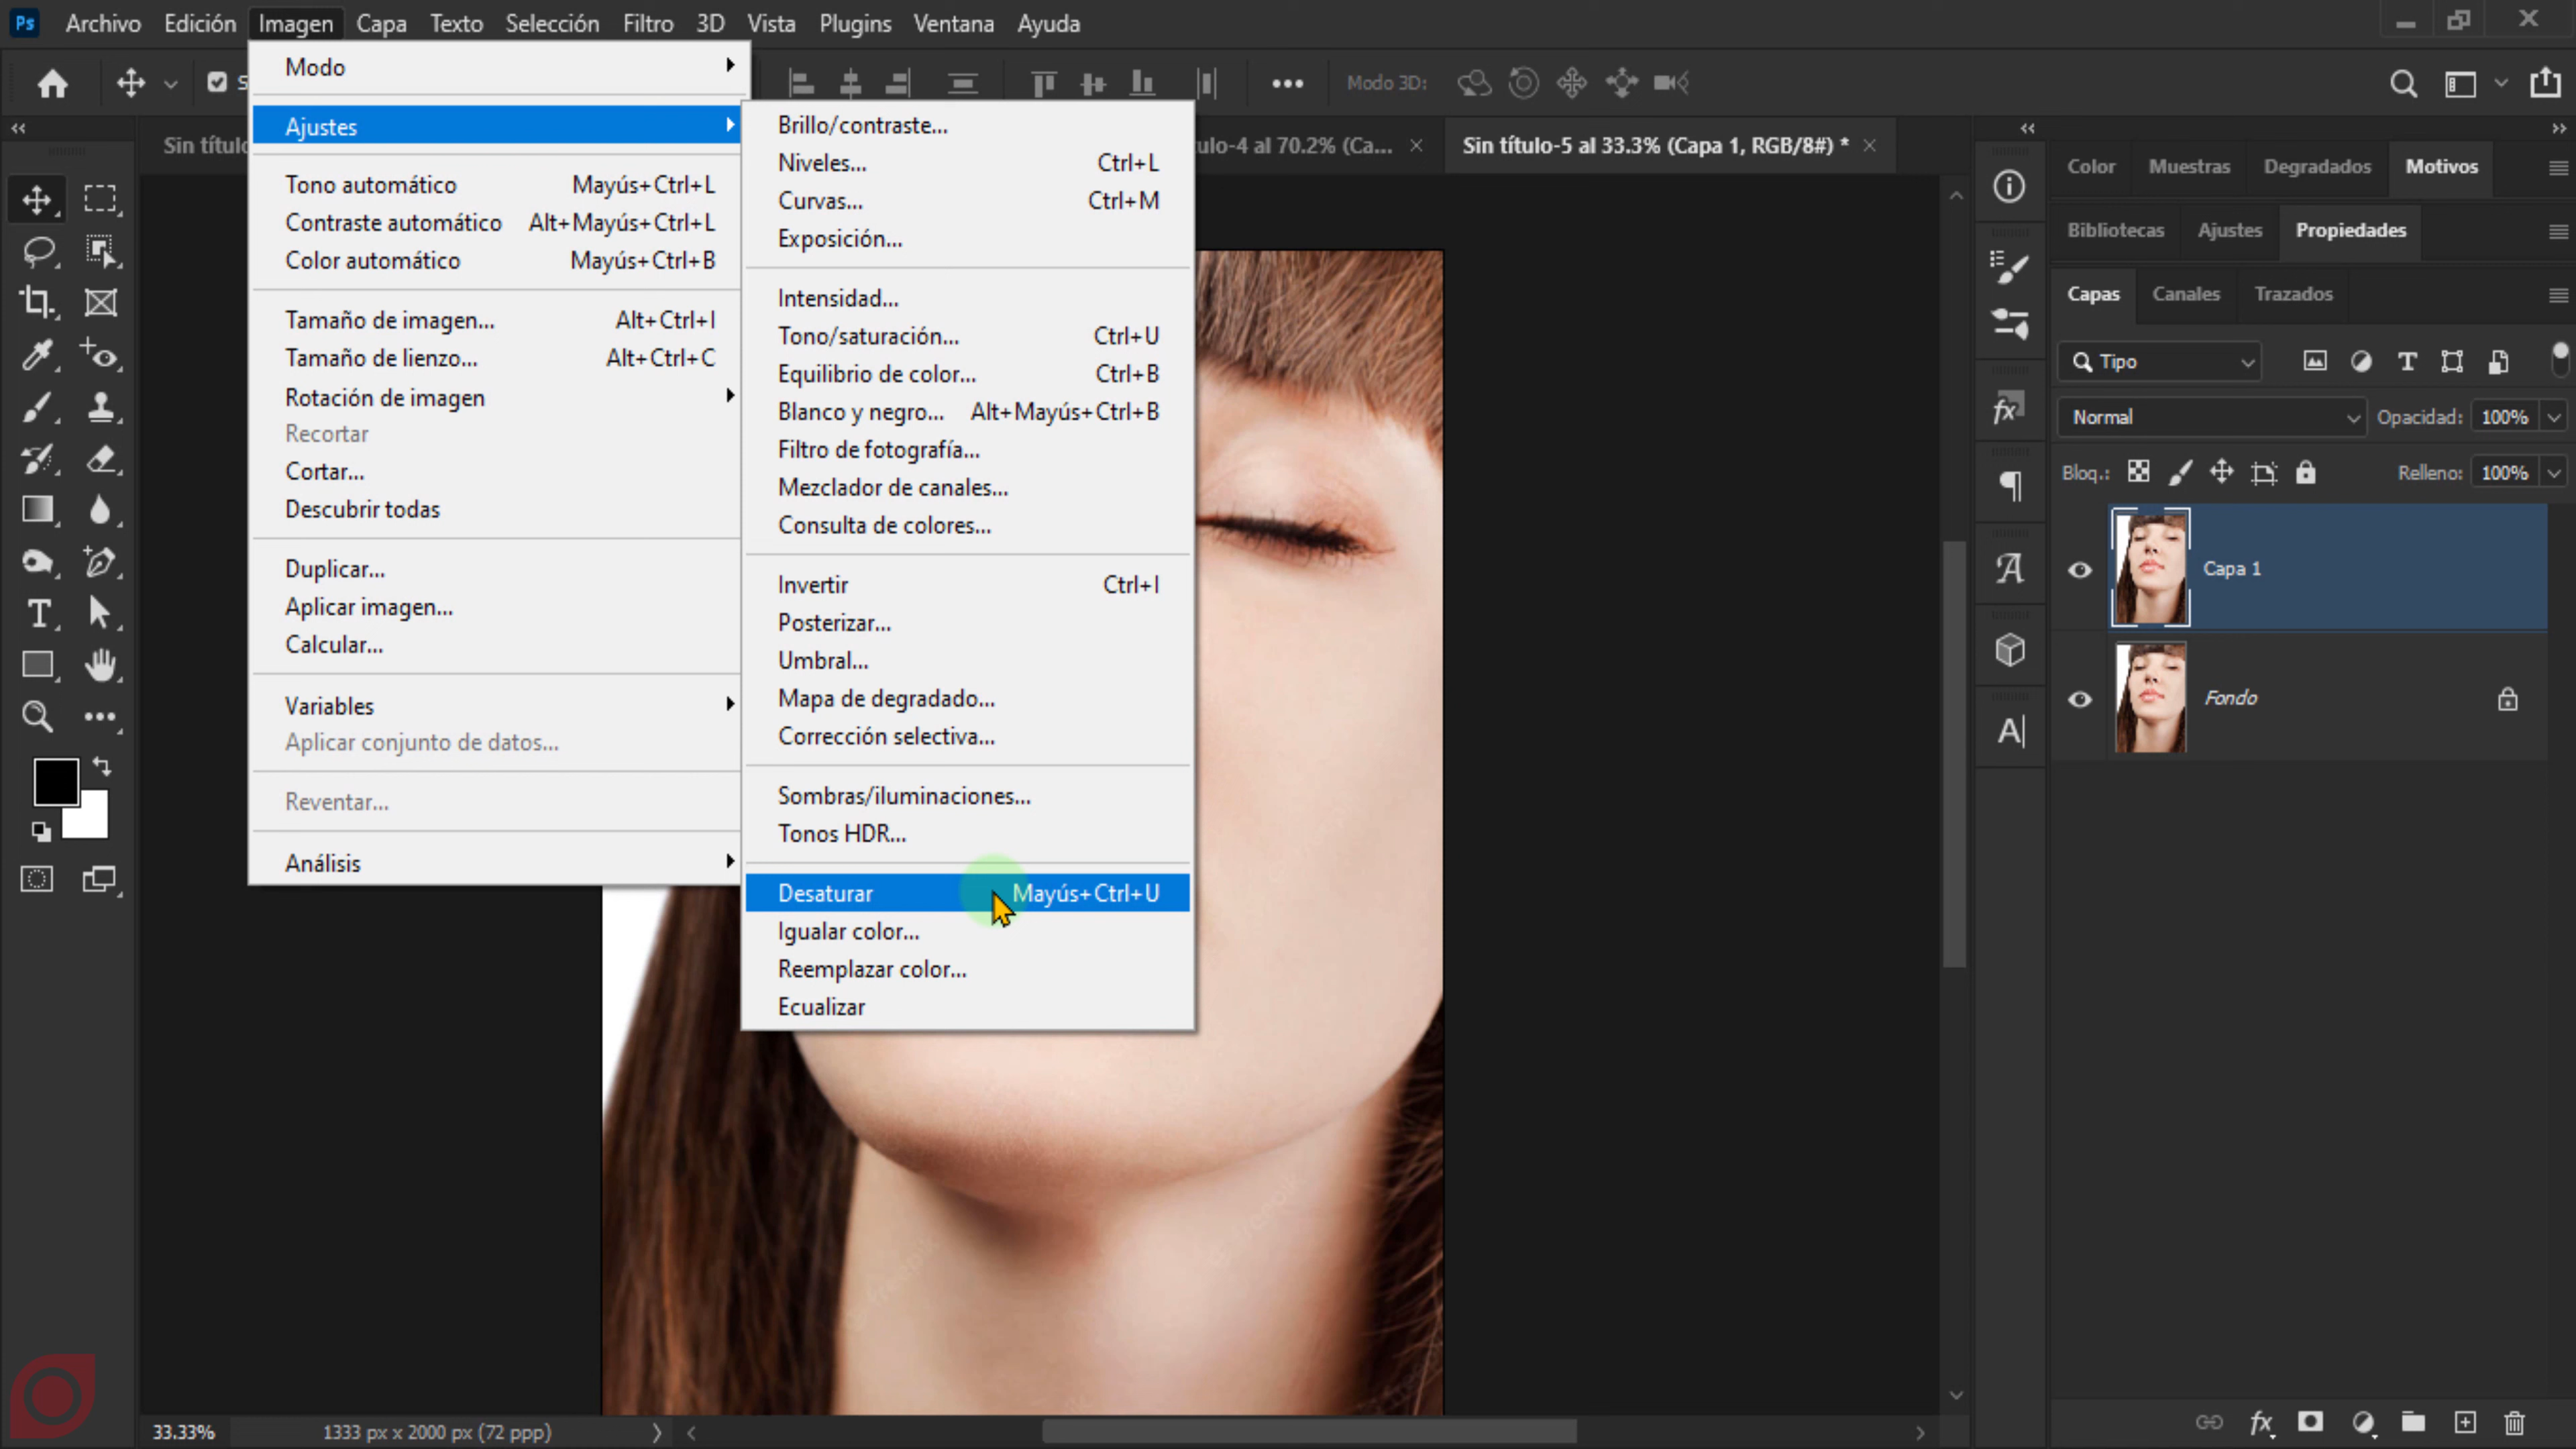 Ps Archivo Edición Imagen Capa Texto Selección Filtro 3D Vista Plugins Ventana Ayuda
Modo 3D:
ulo-4 al 70.2% (Ca...
Sin título-5 al 33.3% (Capa 1, RGB/8#) *
Modo
Ajustes
Tono automático Mayús+Ctrl+L
Contraste automático Alt+Mayús+Ctrl+L
Color automático Mayús+Ctrl+B
Tamaño de imagen... Alt+Ctrl+I
Tamaño de lienzo... Alt+Ctrl+C
Rotación de imagen
Recortar
Cortar...
Descubrir todas
Duplicar...
Aplicar imagen...
Calcular...
Variables
Aplicar conjunto de datos...
Reventar...
Análisis
Brillo/contraste...
Niveles... Ctrl+L
Curvas... Ctrl+M
Exposición...
Intensidad...
Tono/saturación... Ctrl+U
Equilibrio de color... Ctrl+B
Blanco y negro... Alt+Mayús+Ctrl+B
Filtro de fotografía...
Mezclador de canales...
Consulta de colores...
Invertir Ctrl+I
Posterizar...
Umbral...
Mapa de degradado...
Corrección selectiva...
Sombras/iluminaciones...
Tonos HDR...
Desaturar Mayús+Ctrl+U
Igualar color...
Reemplazar color...
Ecualizar
Color Muestras Degradados Motivos
Bibliotecas Ajustes Propiedades
Capas Canales Trazados
Tipo
Normal Opacidad: 100%
Bloq.: Relleno: 100%
Capa 1
Fondo
33.33% 1333 px x 2000 px (72 ppp)